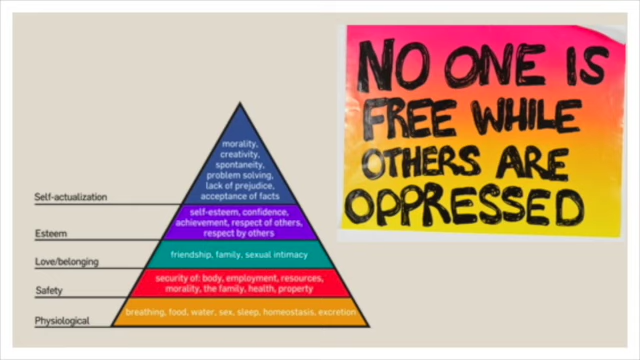 morality,
creativity,
spontaneity,
problem solving,
lack of prejudice,
acceptance of facts
Self-actualization
self-esteem, confidence,
achievement, respect of others,
respect by others
Esteem
friendship, family, sexual intimacy
Love/belonging
security of: body, employment, resources,
morality, the family, health, property
Safety
breathing, food, water, sex, sleep, homeostasis, excretion
Physiological
NO ONE IS
FREE WHILE
OTHERS ARE
OPPRESSED